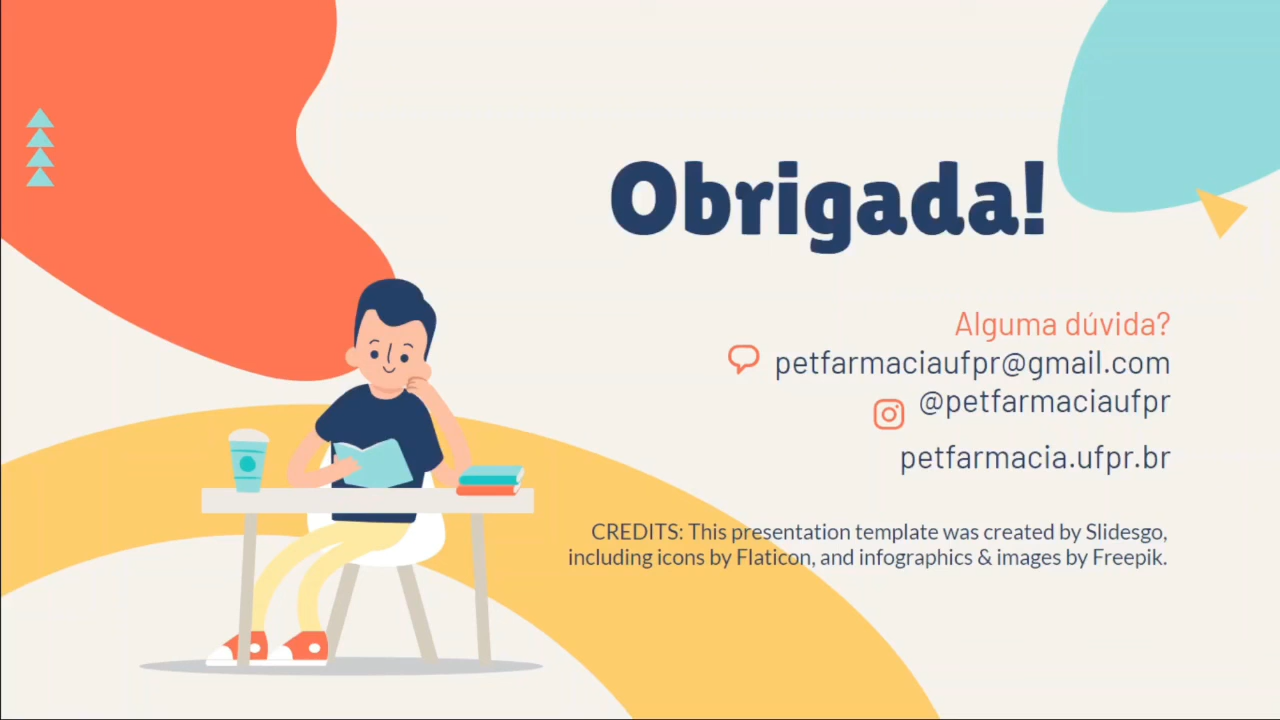 Obrigada!
Alguma dúvida?
petfarmaciaufpr@gmail.com
@petfarmaciaufpr
petfarmacia.ufpr.br
CREDITS: This presentation template was created by Slidesgo,
including icons by Flaticon, and infographics & images by Freepik.